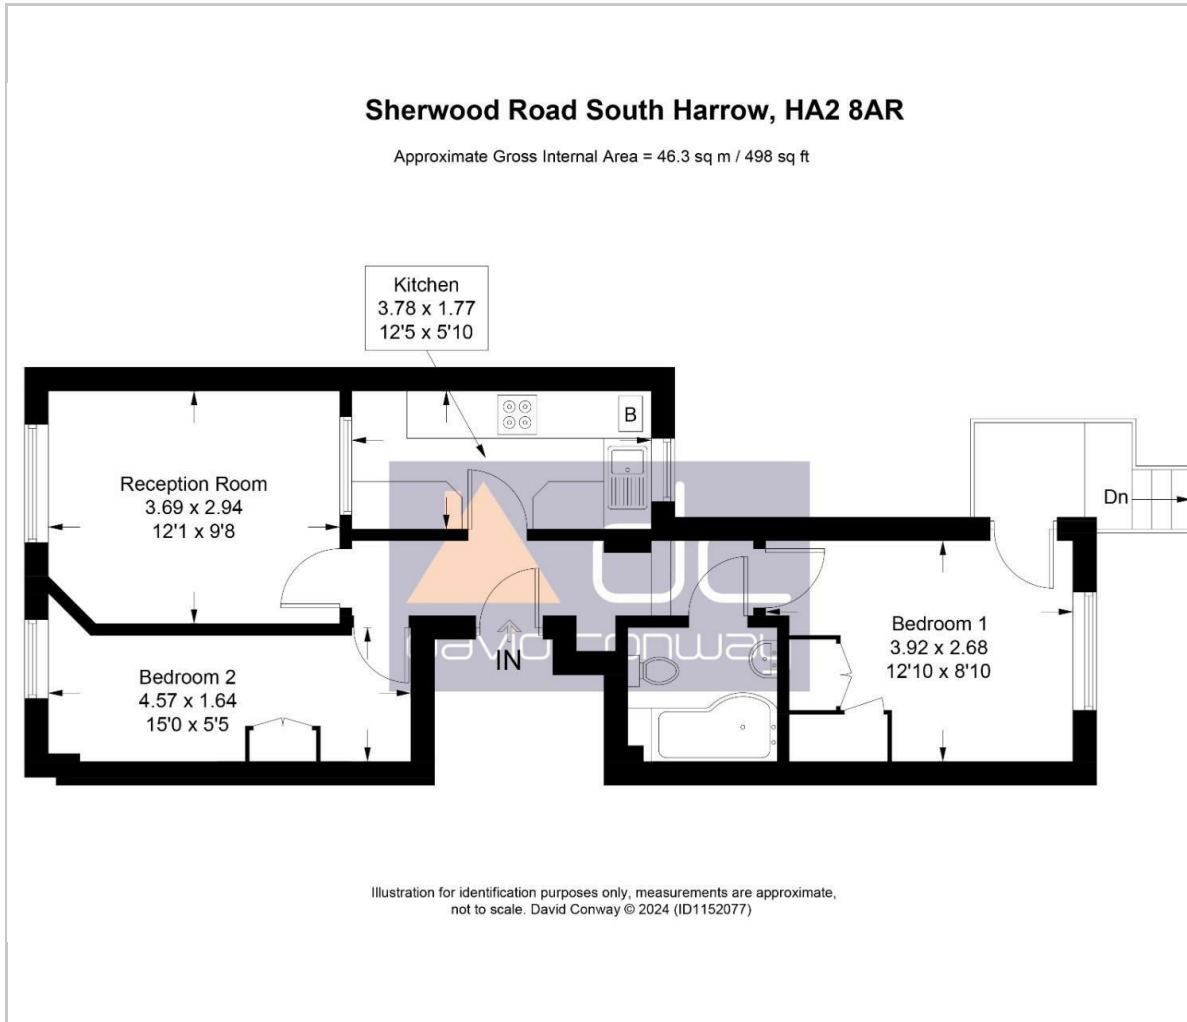 Sherwood Road South Harrow, HA2 8AR
Approximate Gross Internal Area = 46.3 sq m / 498 sq ft
Kitchen
3.78 x 1.77
12'5 x 5'10
B
Reception Room
3.69 x 2.94
12'1 x 9'8
Dn
Bedroom 1
3.92 x 2.68
12'10 x 8'10
IN
Bedroom 2
4.57 x 1.64
15'0 x 5'5
dc
david conway
Illustration for identification purposes only, measurements are approximate,
not to scale. David Conway © 2024 (ID1152077)